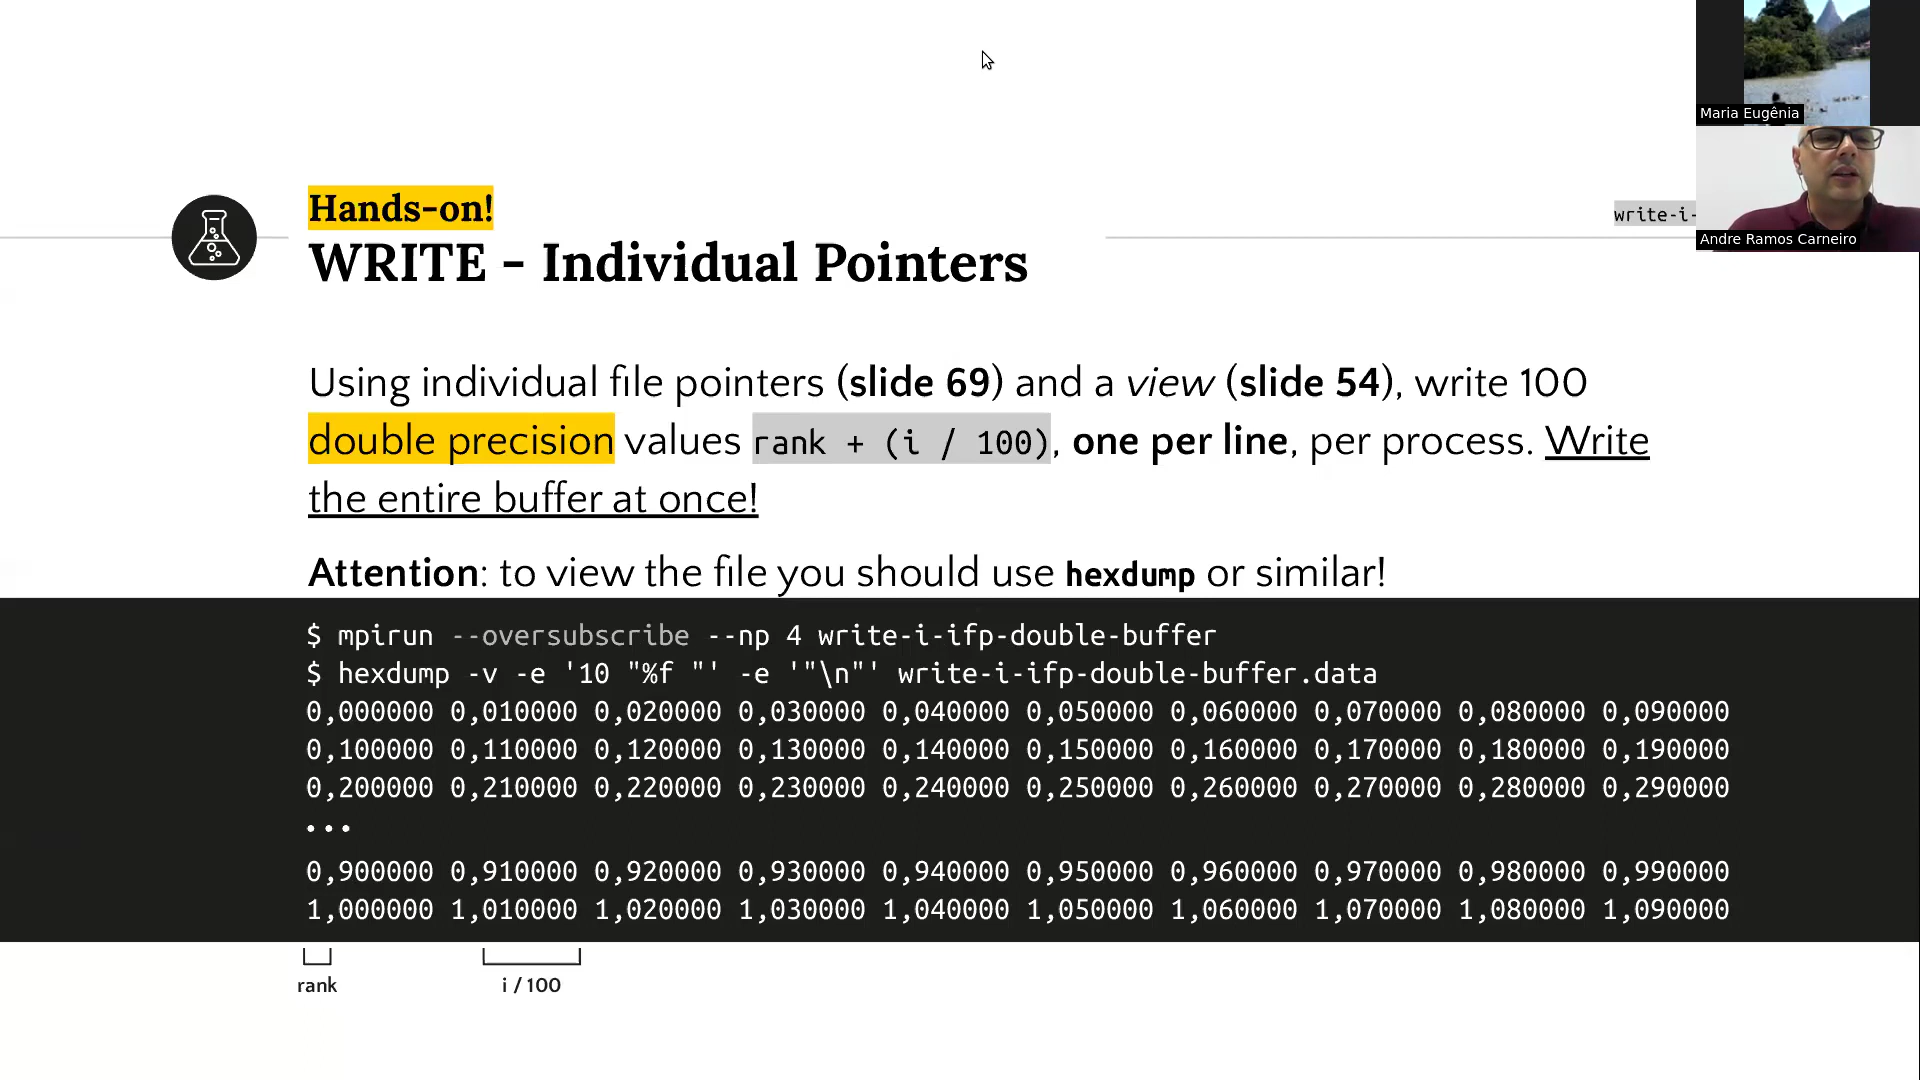 Maria Eugênia
Hands-on!
write-i-
Andre Ramos Carneiro
WRITE - Individual Pointers
Using individual file pointers (slide 69) and a view (slide 54), write 100
double precision values rank + (i / 100), one per line, per process. Write
the entire buffer at once!
Attention: to view the file you should use hexdump or similar!
$ mpirun --oversubscribe --np 4 write-i-ifp-double-buffer
$ hexdump -v -e '10 "%f "' -e '"\n"' write-i-ifp-double-buffer.data
0,000000 0,010000 0,020000 0,030000 0,040000 0,050000 0,060000 0,070000 0,080000 0,090000
0,100000 0,110000 0,120000 0,130000 0,140000 0,150000 0,160000 0,170000 0,180000 0,190000
0,200000 0,210000 0,220000 0,230000 0,240000 0,250000 0,260000 0,270000 0,280000 0,290000
...
0,900000 0,910000 0,920000 0,930000 0,940000 0,950000 0,960000 0,970000 0,980000 0,990000
1,000000 1,010000 1,020000 1,030000 1,040000 1,050000 1,060000 1,070000 1,080000 1,090000
rank
i / 100